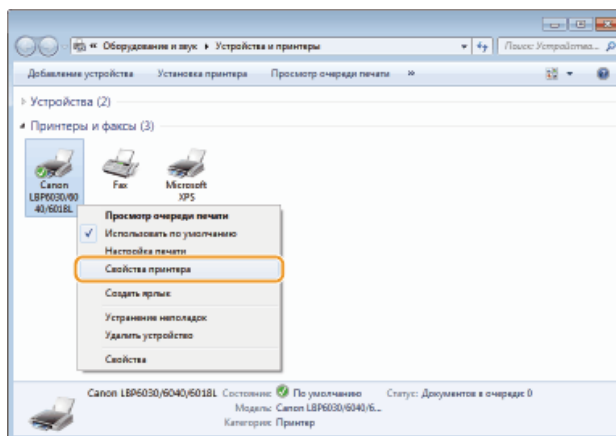 « Оборудование и звук ▸ Устройства и принтеры
Поиск: Устройства...
Добавление устройства Установка принтера Просмотр очереди печати »
Устройства (2)
Принтеры и факсы (3)
Canon LBP6030/6040/6018L
Fax
Microsoft XPS
Просмотр очереди печати
Использовать по умолчанию
Настройка печати
Свойства принтера
Создать ярлык
Устранение неполадок
Удалить устройство
Свойства
Canon LBP6030/6040/6018L Состояние: По умолчанию Статус: Документов в очереди: 0
Модель: Canon LBP6030/6040/6...
Категория: Принтер